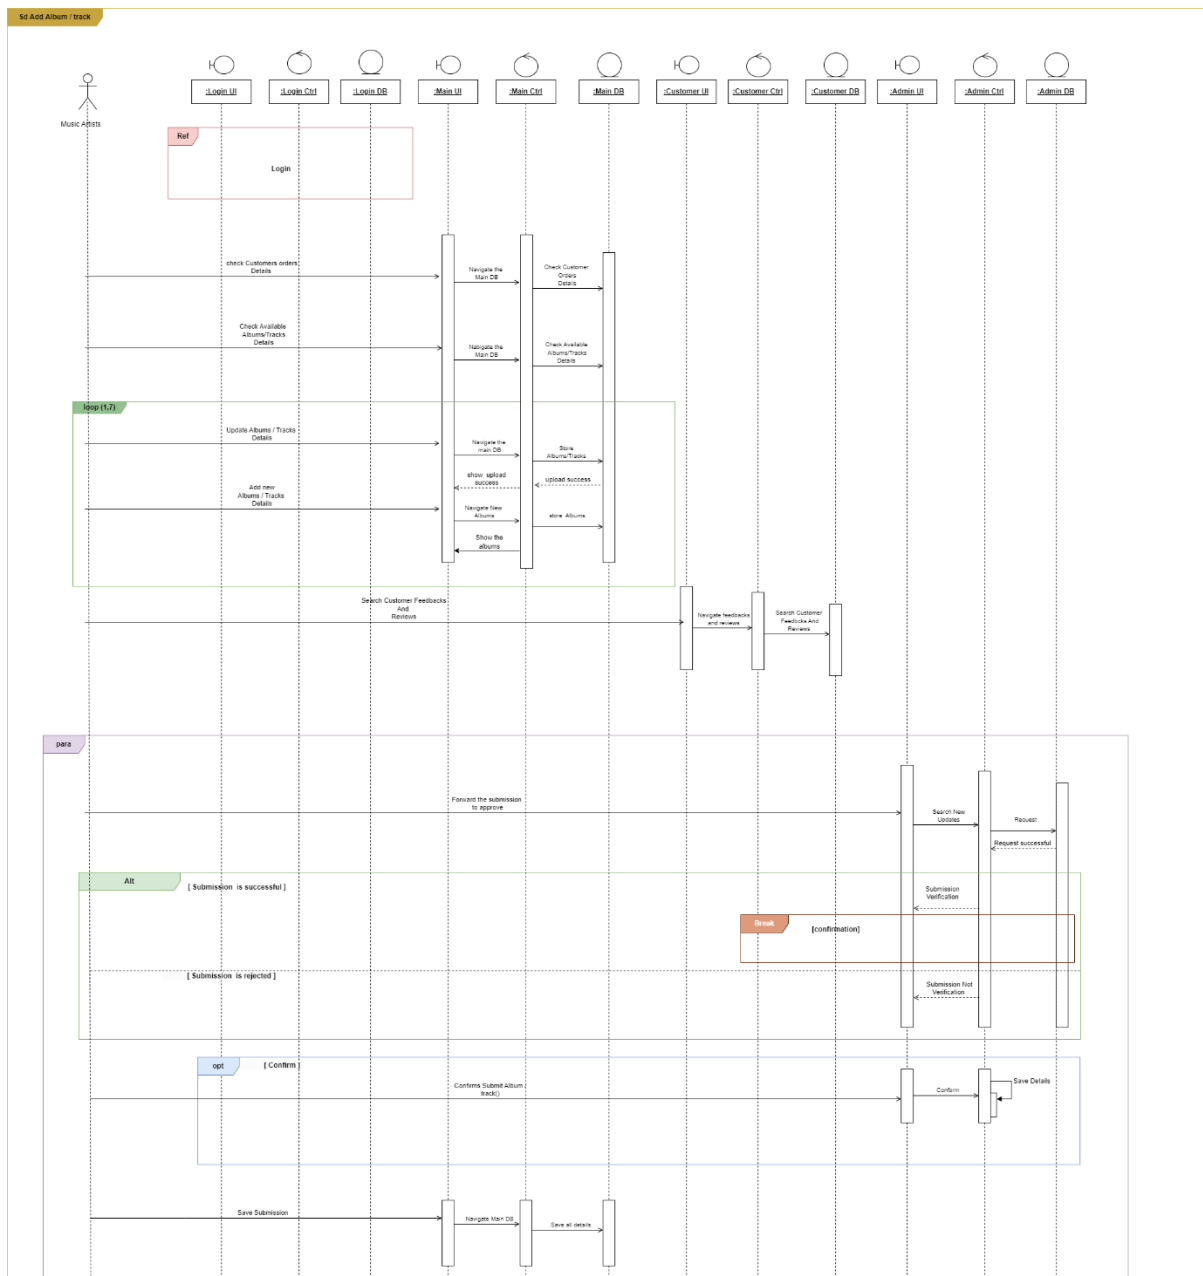 Sd Add Album / track
:Login UI
:Login Ctrl
:Login DB
:Main UI
:Main Ctrl
:Main DB
:Customer UI
:Customer Ctrl
:Customer DB
:Admin UI
:Admin Ctrl
:Admin DB
Music Artists
Ref
Login
check Customers orders
Details
Navigate the
Main DB
Check Customer
Orders
Details
Check Available
Albums/Tracks
Details
Nabigate the
Main DB
Check Available
Albums/Tracks
Details
loop (1,7)
Update Albums / Tracks
Details
Navigate the
main DB
Store
Albums/Tracks
show upload
success
upload success
Add new
Albums / Tracks
Details
Navigate New
Albums
store Albums
Show the
albums
Search Customer Feedbacks
And
Reviews
Navigate feedbacks
and reviews
Search Customer
Feedbcks And
Reviews
para
Forward the submission
to approve
Search New
Updates
Request
Request successful
Alt
[ Submission is successful ]
Submission
Verification
Break
[confirmation]
[ Submission is rejected ]
Submission Not
Verification
opt
[ Confirm ]
Confirms Submit Album /
track()
Confirm
Save Details
Save Submission
Navigate Main DB
Save all details